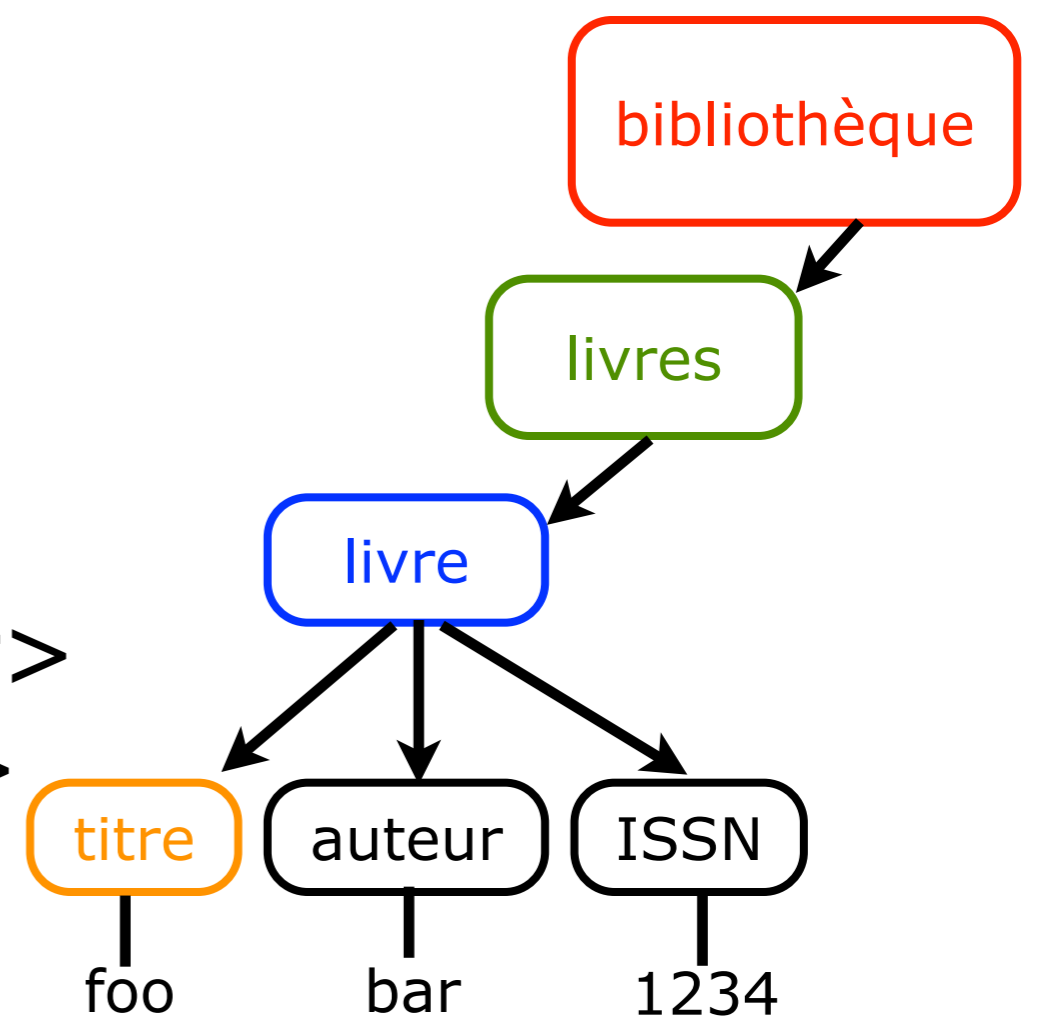 bibliothèque
livres
livre
>
>
titre auteur ISSN
foo bar 1234